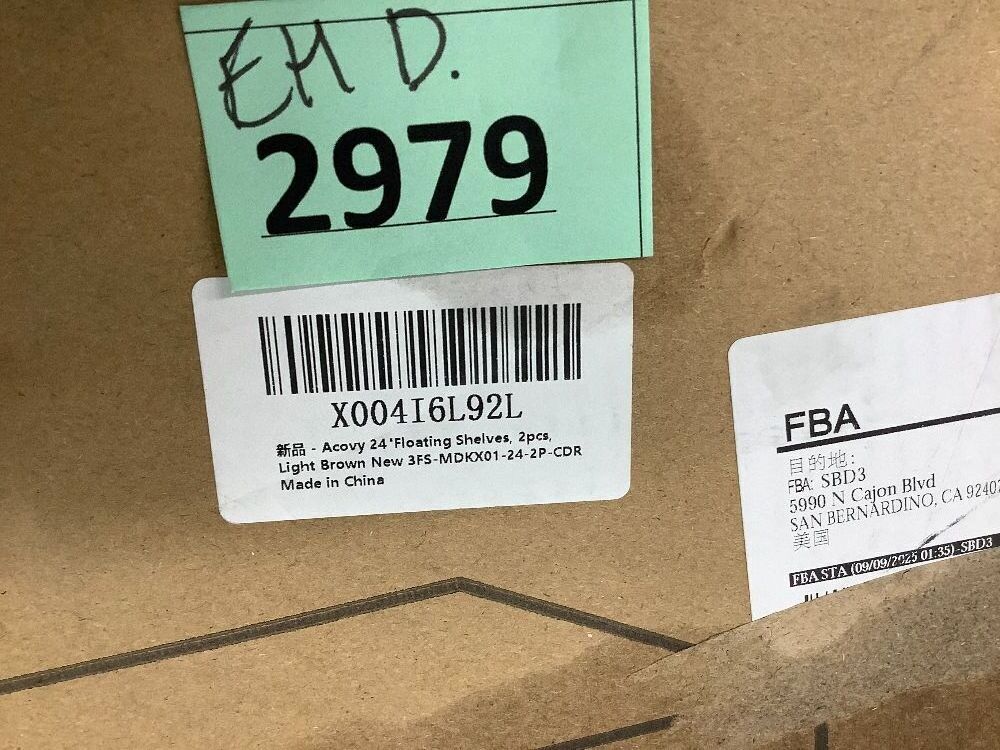 EH D.
2979
X004I6L92L
新品 - Acovy 24'Floating Shelves, 2pcs,
Light Brown New 3FS-MDKX01-24-2P-CDR
Made in China
FBA
目的地:
FBA: SBD3
5990 N Cajon Blvd
SAN BERNARDINO, CA 92407
美国
FBA STA (09/09/2025 01:35)-SBD3